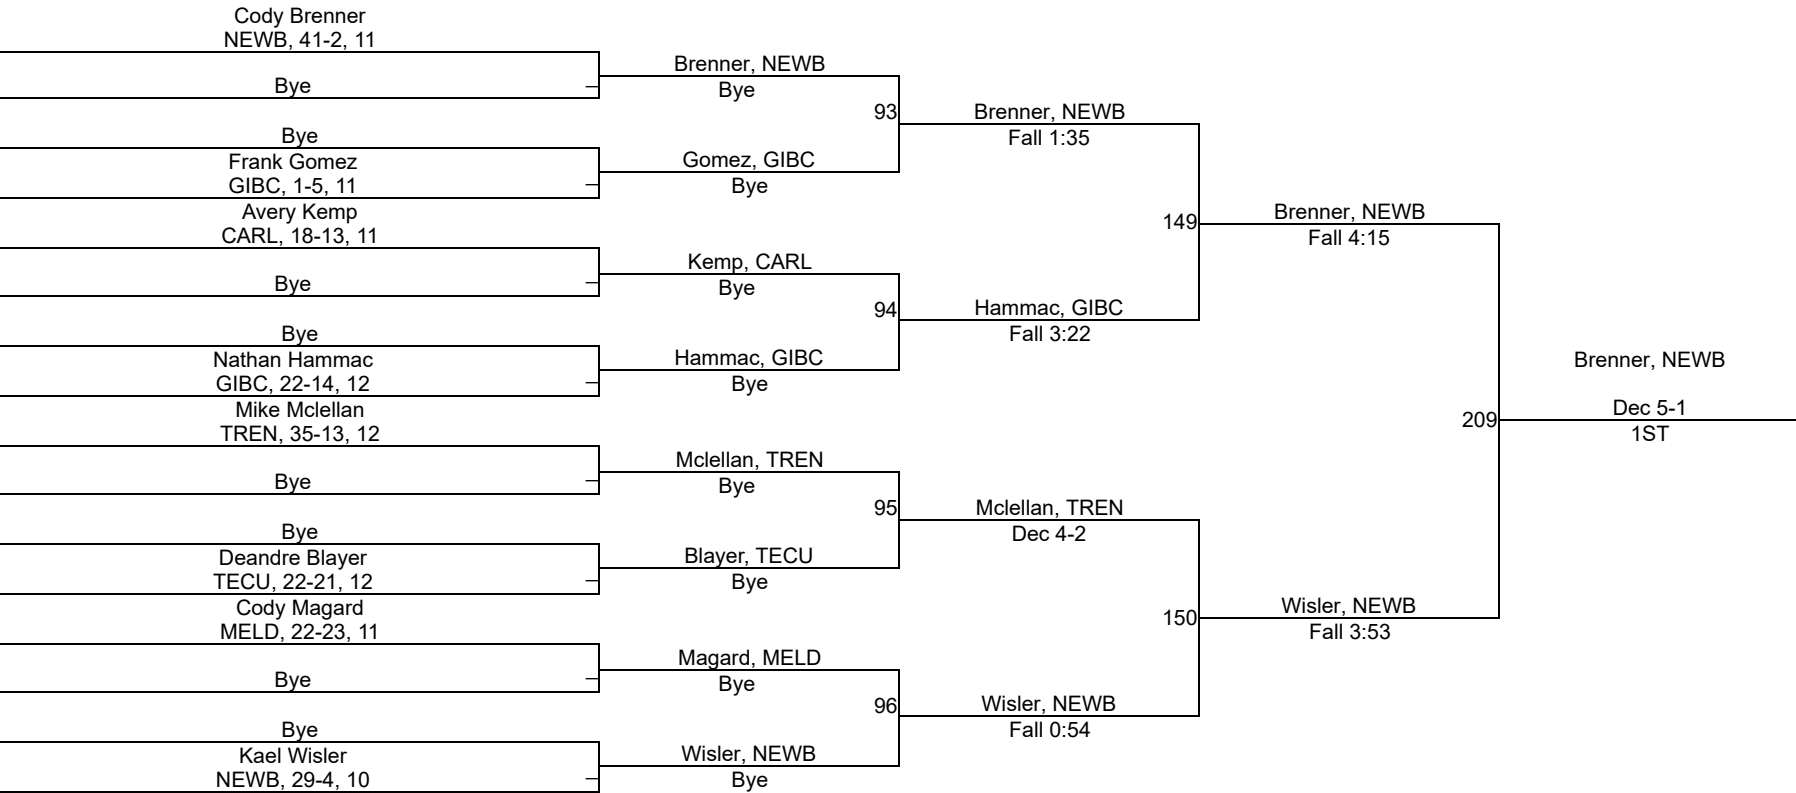 Cody Brenner
NEWB, 41-2, 11
Bye
Bye
Frank Gomez
GIBC, 1-5, 11
Avery Kemp
CARL, 18-13, 11
Bye
Bye
Nathan Hammac
GIBC, 22-14, 12
Mike Mclellan
TREN, 35-13, 12
Bye
Bye
Deandre Blayer
TECU, 22-21, 12
Cody Magard
MELD, 22-23, 11
Bye
Bye
Kael Wisler
NEWB, 29-4, 10
Brenner, NEWB
Bye
93
Gomez, GIBC
Bye
Kemp, CARL
Bye
94
Hammac, GIBC
Bye
Mclellan, TREN
Bye
95
Blayer, TECU
Bye
Magard, MELD
Bye
96
Wisler, NEWB
Bye
Brenner, NEWB
Fall 1:35
149
Hammac, GIBC
Fall 3:22
Mclellan, TREN
Dec 4-2
150
Wisler, NEWB
Fall 0:54
Brenner, NEWB
Fall 4:15
209
Wisler, NEWB
Fall 3:53
Brenner, NEWB
Dec 5-1
1ST